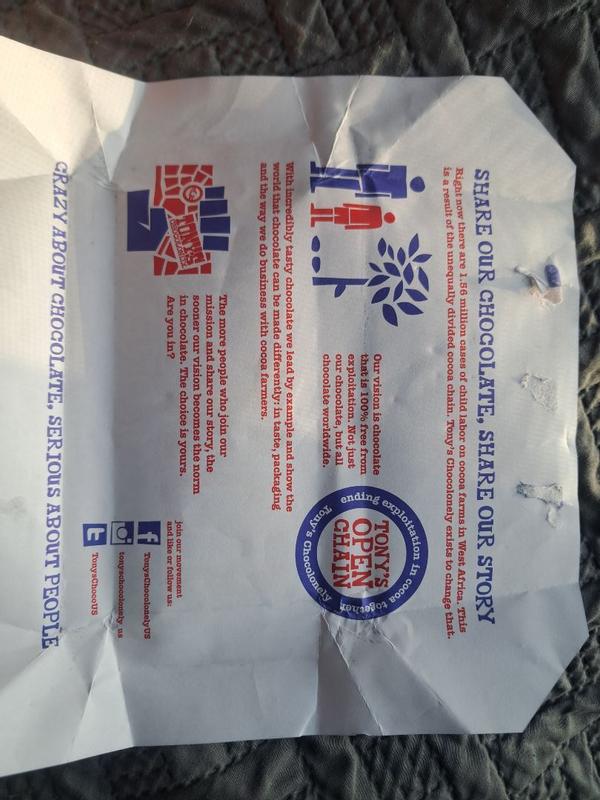 SHARE OUR CHOCOLATE, SHARE OUR STORY
Right now there are 1.56 million cases of child labor on cocoa farms in West Africa. This
is a result of the unequally divided cocoa chain. Tony's Chocolonely exists to change that.
Our vision is chocolate
that is 100% free from
exploitation. Not just
our chocolate, but all
chocolate worldwide.
ending exploitation in cocoa together
Tony's Chocolonely
TONY'S
OPEN
CHAIN
With incredibly tasty chocolate we lead by example and show the
world that chocolate can be made differently: in taste, packaging
and the way we do business with cocoa farmers.
TONY'S
CHOCOLONELY
The more people who join our
mission and share our story, the
sooner our vision becomes the norm
in chocolate. The choice is yours.
Are you in?
join our movement
and like or follow us:
TonysChocolonelyUS
tonyschocolonely_us
TonysChocoUS
CRAZY ABOUT CHOCOLATE, SERIOUS ABOUT PEOPLE